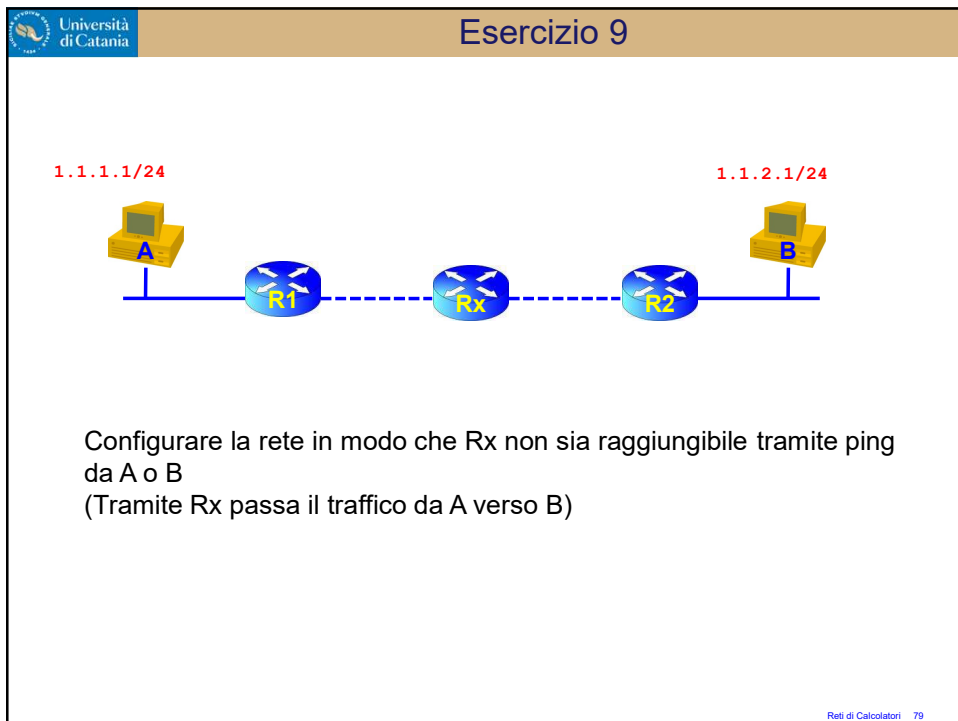 Università
di Catania
Esercizio 9
1.1.1.1/24
1.1.2.1/24
A
B
R1
Rx
R2
Configurare la rete in modo che Rx non sia raggiungibile tramite ping
da A o B
(Tramite Rx passa il traffico da A verso B)
Reti di Calcolatori 79